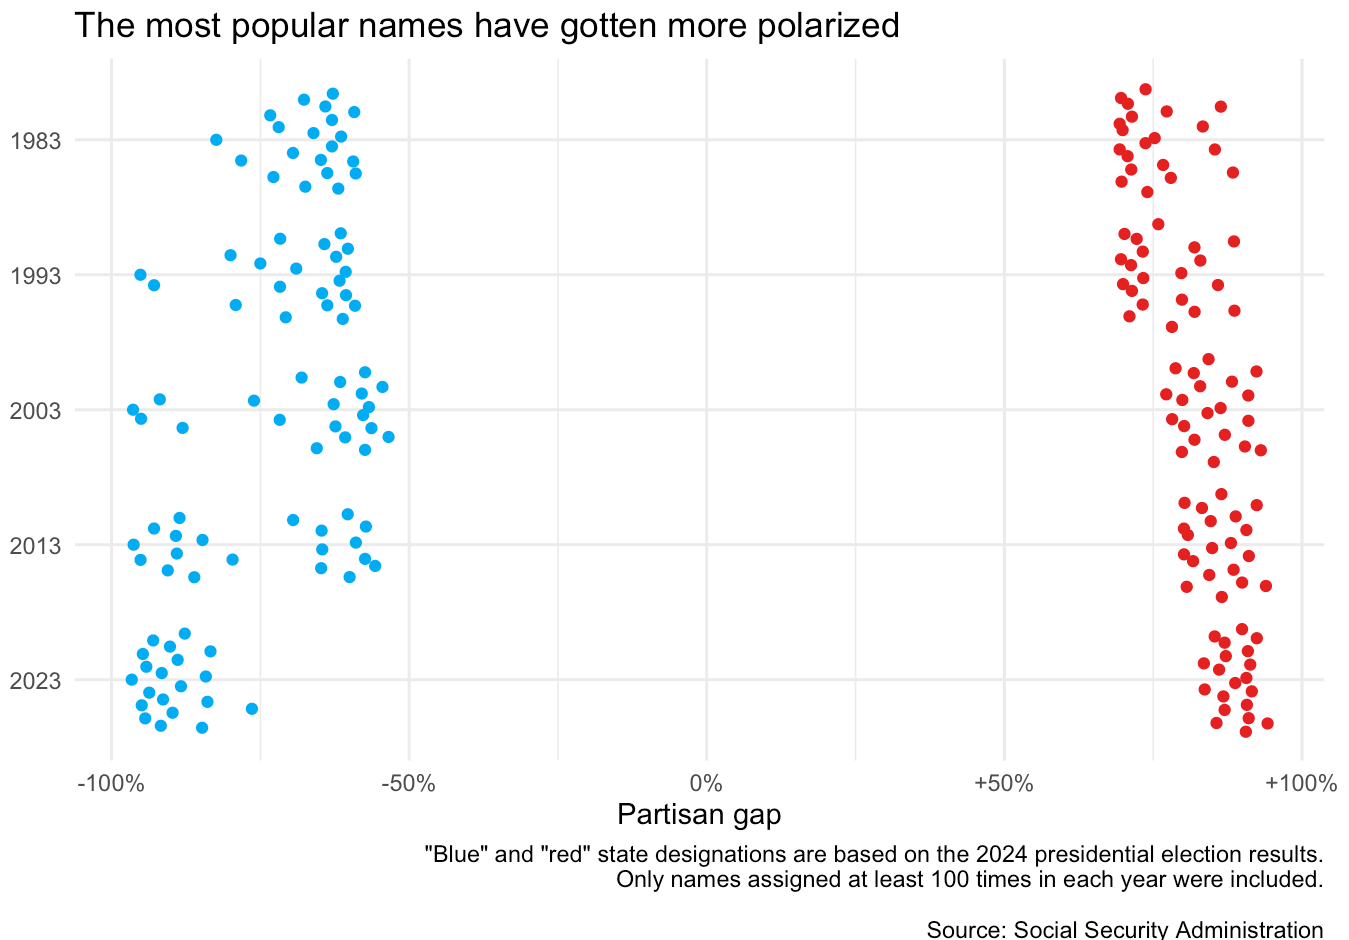 The most popular names have gotten more polarized
1983
1993
2003
2013
2023
-100% -50% 0% +50% +100%
Partisan gap
"Blue" and "red" state designations are based on the 2024 presidential election results.
Only names assigned at least 100 times in each year were included.
Source: Social Security Administration